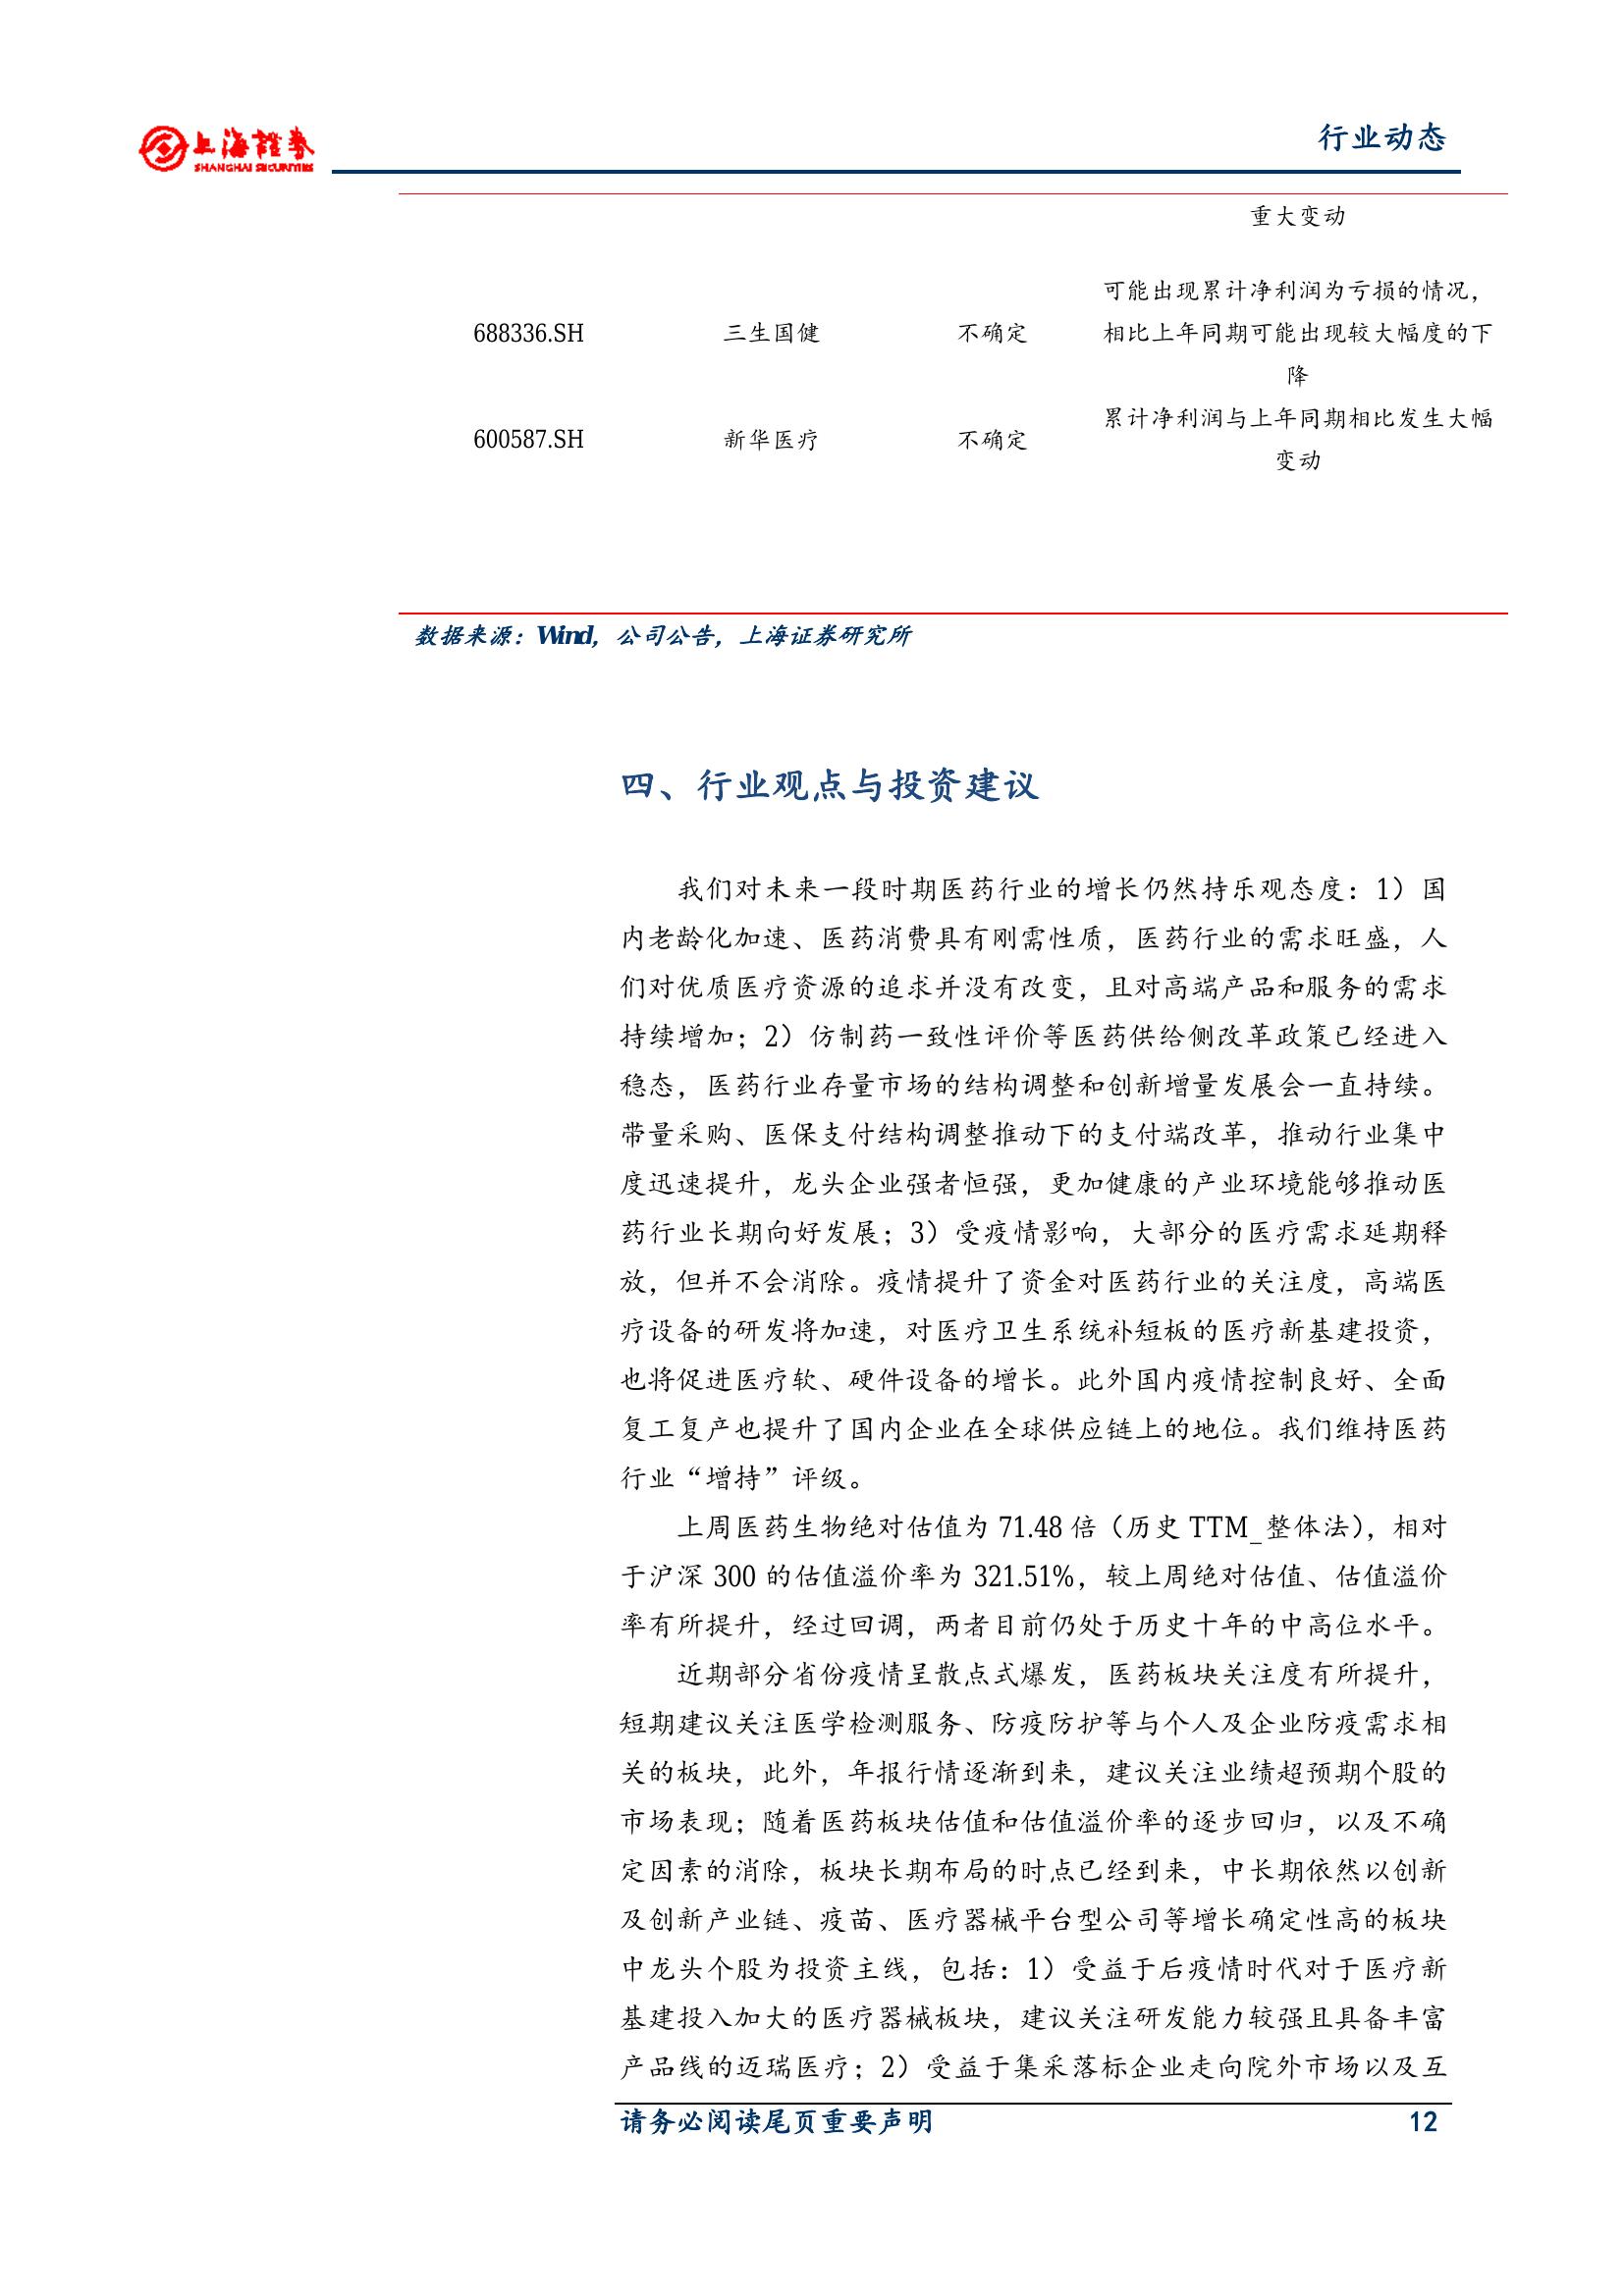 上海證券
SHANGHAI SECURITIES
行业动态
重大变动
可能出现累计净利润为亏损的情况，
688336.SH 三生国健 不确定 相比上年同期可能出现较大幅度的下
降
累计净利润与上年同期相比发生大幅
600587.SH 新华医疗 不确定
变动
数据来源：Wind，公司公告，上海证券研究所
四、行业观点与投资建议
我们对未来一段时期医药行业的增长仍然持乐观态度：1）国
内老龄化加速、医药消费具有刚需性质，医药行业的需求旺盛，人
们对优质医疗资源的追求并没有改变，且对高端产品和服务的需求
持续增加；2）仿制药一致性评价等医药供给侧改革政策已经进入
稳态，医药行业存量市场的结构调整和创新增量发展会一直持续。
带量采购、医保支付结构调整推动下的支付端改革，推动行业集中
度迅速提升，龙头企业强者恒强，更加健康的产业环境能够推动医
药行业长期向好发展；3）受疫情影响，大部分的医疗需求延期释
放，但并不会消除。疫情提升了资金对医药行业的关注度，高端医
疗设备的研发将加速，对医疗卫生系统补短板的医疗新基建投资，
也将促进医疗软、硬件设备的增长。此外国内疫情控制良好、全面
复工复产也提升了国内企业在全球供应链上的地位。我们维持医药
行业“增持”评级。
上周医药生物绝对估值为 71.48 倍（历史 TTM_整体法），相对
于沪深 300 的估值溢价率为 321.51%，较上周绝对估值、估值溢价
率有所提升，经过回调，两者目前仍处于历史十年的中高位水平。
近期部分省份疫情呈散点式爆发，医药板块关注度有所提升，
短期建议关注医学检测服务、防疫防护等与个人及企业防疫需求相
关的板块，此外，年报行情逐渐到来，建议关注业绩超预期个股的
市场表现；随着医药板块估值和估值溢价率的逐步回归，以及不确
定因素的消除，板块长期布局的时点已经到来，中长期依然以创新
及创新产业链、疫苗、医疗器械平台型公司等增长确定性高的板块
中龙头个股为投资主线，包括：1）受益于后疫情时代对于医疗新
基建投入加大的医疗器械板块，建议关注研发能力较强且具备丰富
产品线的迈瑞医疗；2）受益于集采落标企业走向院外市场以及互
请务必阅读尾页重要声明 12